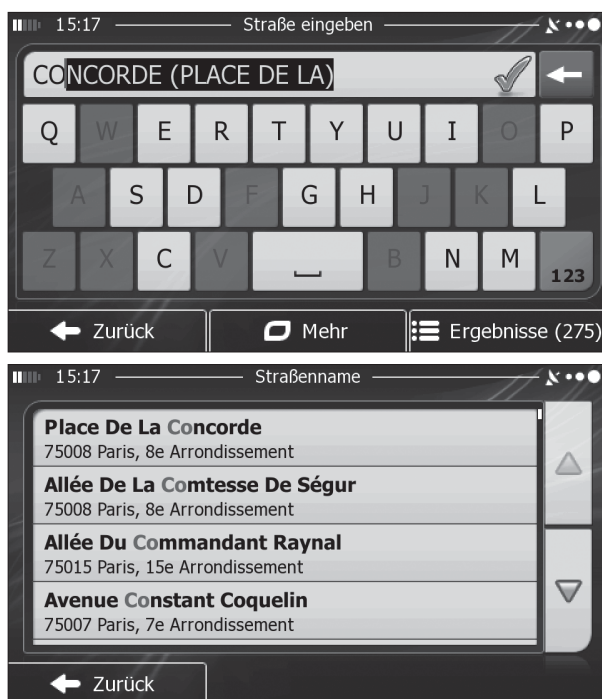 15:17 Straße eingeben
CONCORDE (PLACE DE LA)
Q W E R T Y U I O P
A S D F G H J K L
Z X C V B N M 123
Zurück Mehr Ergebnisse (275)
15:17 Straßenname
Place De La Concorde
75008 Paris, 8e Arrondissement
Allée De La Comtesse De Ségur
75008 Paris, 8e Arrondissement
Allée Du Commandant Raynal
75015 Paris, 15e Arrondissement
Avenue Constant Coquelin
75007 Paris, 7e Arrondissement
Zurück